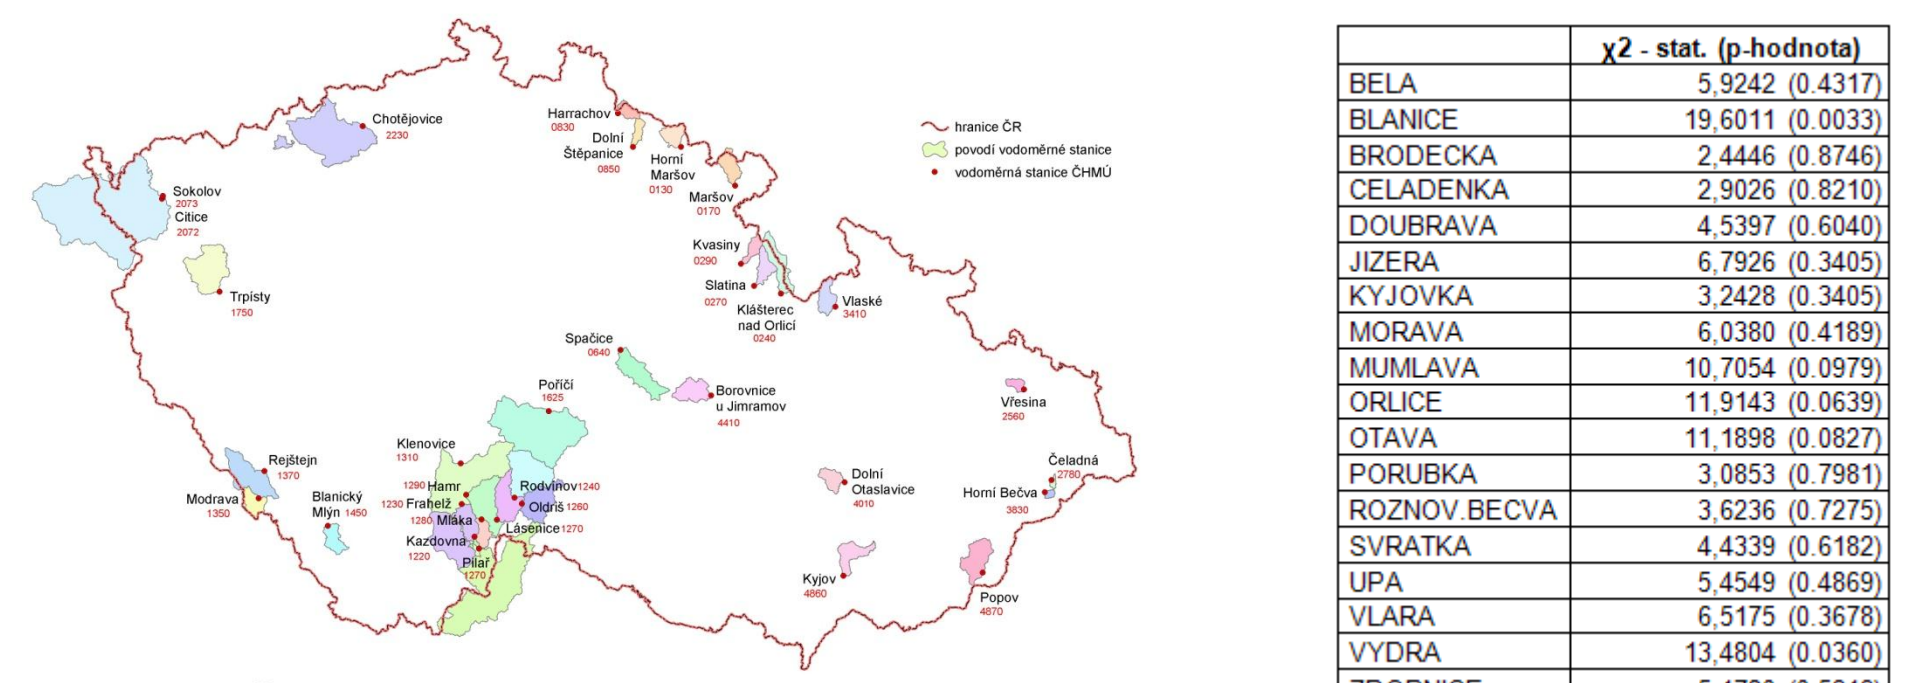 Chotějovice
2230
Harrachov
0830
Dolní
Štěpanice
0850
Horní
Maršov
0130
Maršov
0170
hranice ČR
povodí vodoměrné stanice
vodoměrná stanice ČHMÚ
Sokolov
2073
Citice
2072
Trpísty
1750
Kvasiny
0290
Slatina
0270
Klášterec
nad Orlicí
0240
Vlaské
3410
Spačice
0640
Borovnice
u Jimramov
4410
Poříčí
1625
Vřesina
2560
Klenovice
1310
Rejštejn
1370
Modrava
1350
Blanický
Mlýn 1450
1290 Hamr
1230 Frahelž
1280 Mláka
Kazdovna
1220
Pilař
1270
Rodvínov 1240
Oldříš 1260
Lásenice 1270
Dolní
Otaslavice
4010
Čeladná
2780
Horní Bečva
3830
Kyjov
4860
Popov
4870
χ2 - stat. (p-hodnota)
BELA 5,9242 (0.4317)
BLANICE 19,6011 (0.0033)
BRODECKA 2,4446 (0.8746)
CELADENKA 2,9026 (0.8210)
DOUBRAVA 4,5397 (0.6040)
JIZERA 6,7926 (0.3405)
KYJOVKA 3,2428 (0.3405)
MORAVA 6,0380 (0.4189)
MUMLAVA 10,7054 (0.0979)
ORLICE 11,9143 (0.0639)
OTAVA 11,1898 (0.0827)
PORUBKA 3,0853 (0.7981)
ROZNOV.BECVA 3,6236 (0.7275)
SVRATKA 4,4339 (0.6182)
UPA 5,4549 (0.4869)
VLARA 6,5175 (0.3678)
VYDRA 13,4804 (0.0360)